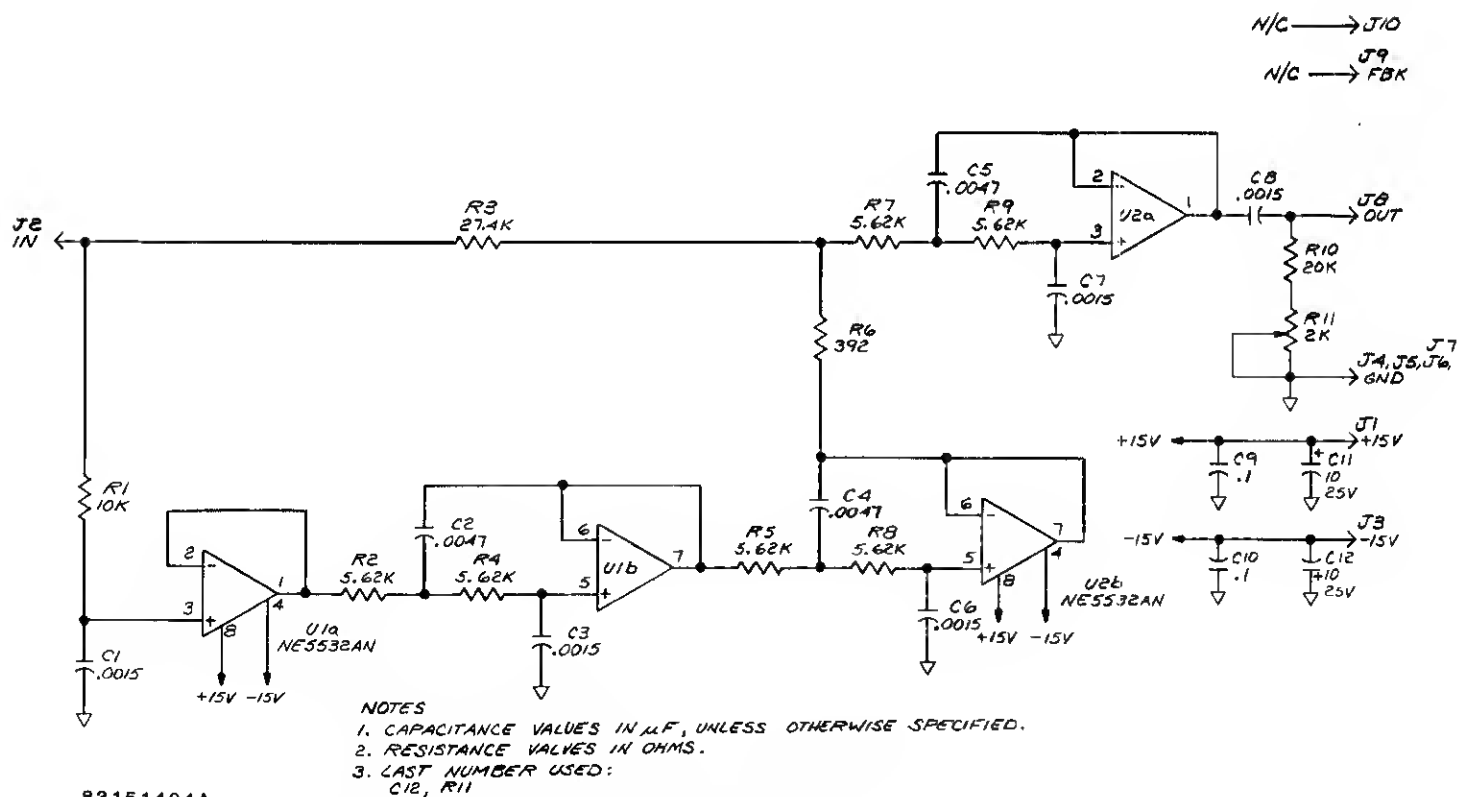 N/C J10
J9
N/C FBK
C5
.0047
2
-
U2a
1
3
+
C8
.0015
J8
OUT
J2
IN
R3
27.4K
R7
5.62K
R9
5.62K
C7
.0015
R10
20K
R11
2K
R6
392
J7
J4, J5, J6,
GND
J1
+15V +15V
C9
.1
+
C11
10
25V
J3
-15V -15V
C10
.1
C12
+10
25V
R1
10K
2
-
3
+
1
4
8
U1a
NE5532AN
+15V -15V
C1
.0015
R2
5.62K
C2
.0047
R4
5.62K
C3
.0015
6
-
U1b
7
5
+
R5
5.62K
C4
.0047
R8
5.62K
C6
.0015
6
-
7
4
5
+
8
U2b
NE5532AN
+15V -15V
NOTES
1. CAPACITANCE VALUES IN µF, UNLESS OTHERWISE SPECIFIED.
2. RESISTANCE VALUES IN OHMS.
3. LAST NUMBER USED:
C12, R11